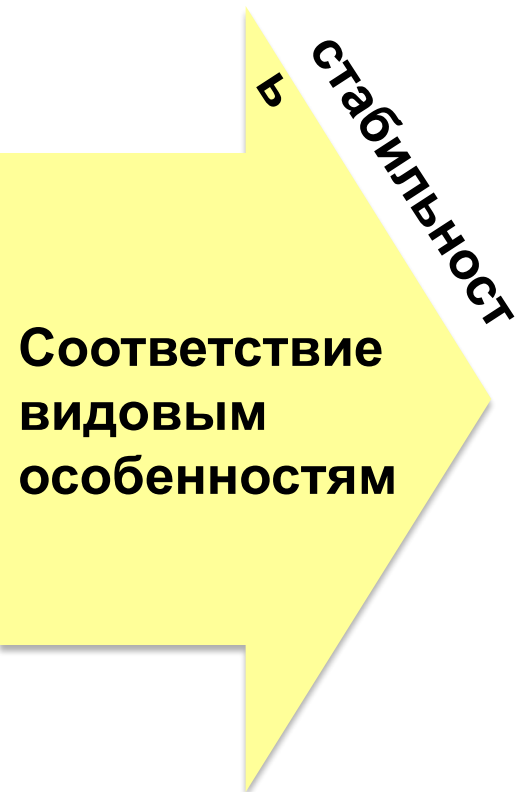 стабильност
ь
Соответствие
видовым
особенностям